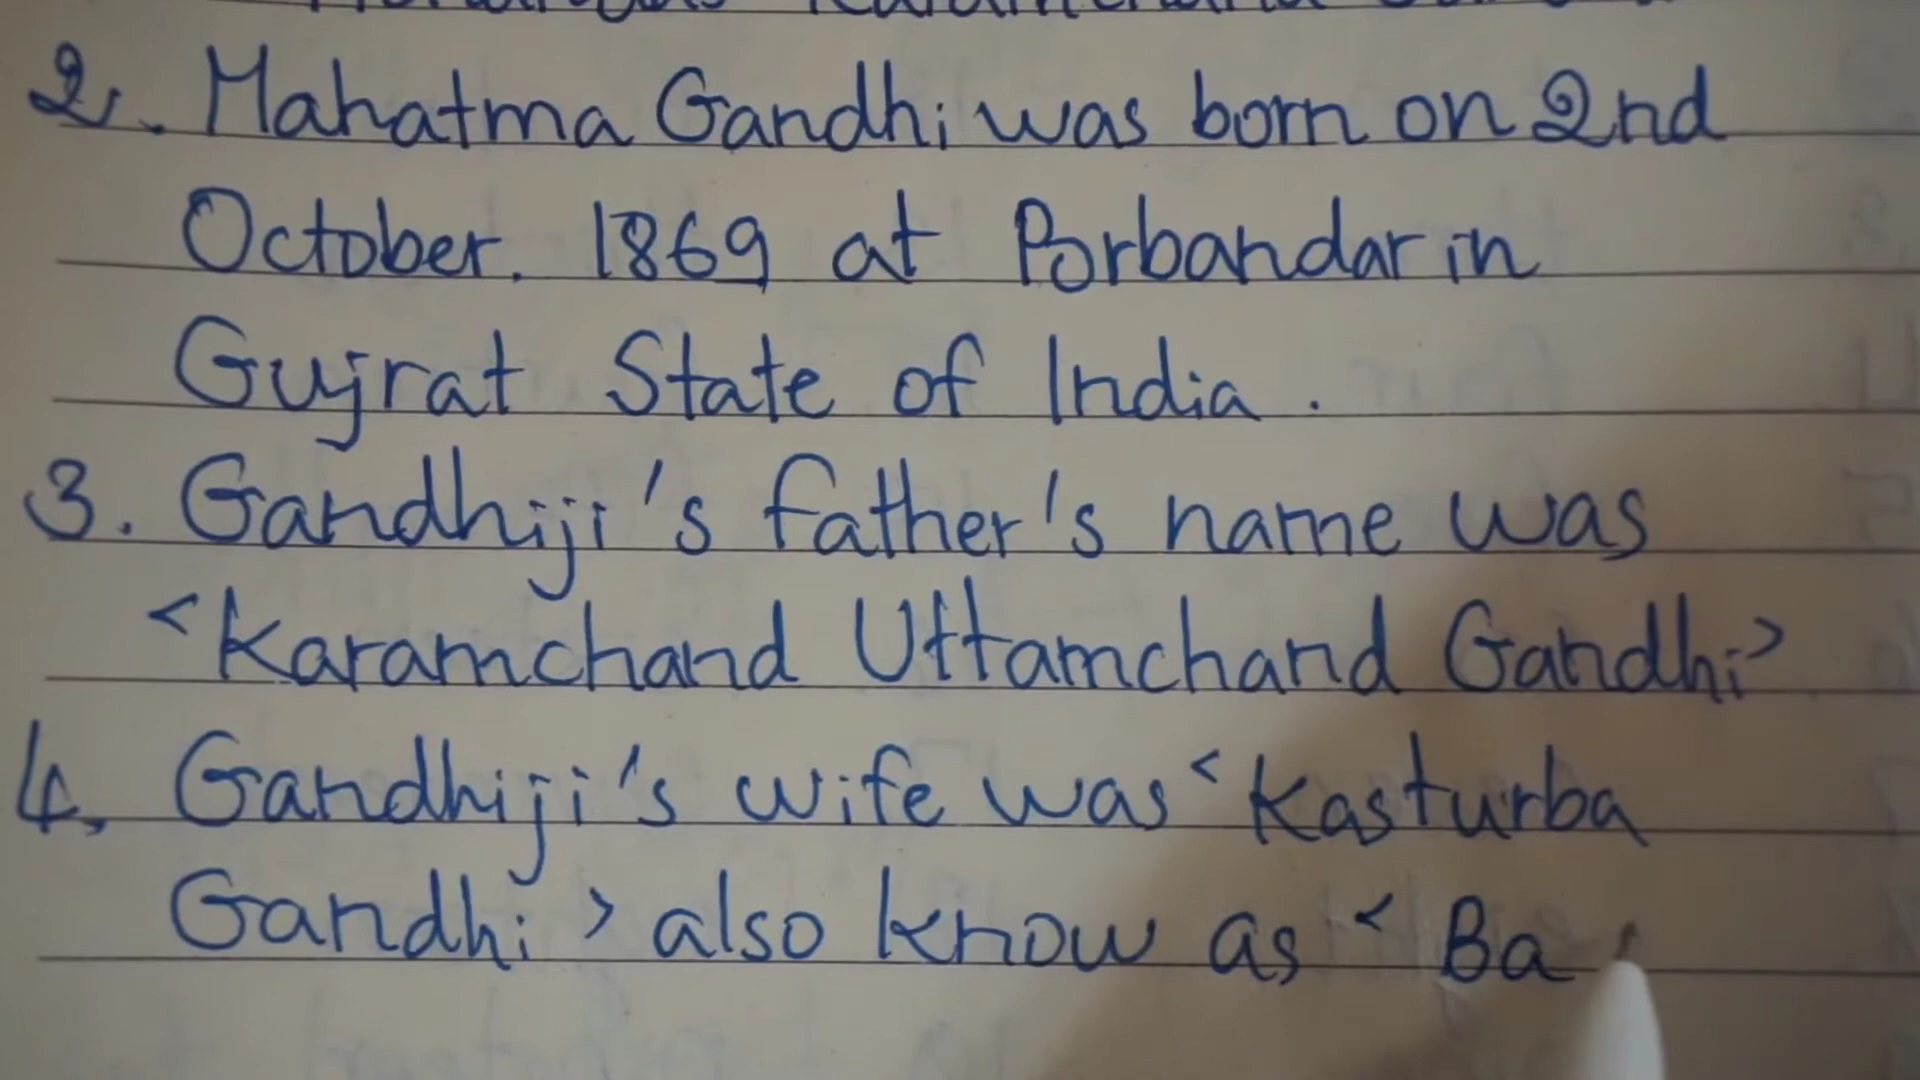 Karamchand
2. Mahatma Gandhi was born on 2nd
October. 1869 at Porbandar in
Gujrat State of India.
3. Gandhiji's father's name was
<Karamchand Uttamchand Gandhi>
4. Gandhiji's wife was <Kasturba
Gandhi> also know as <Ba